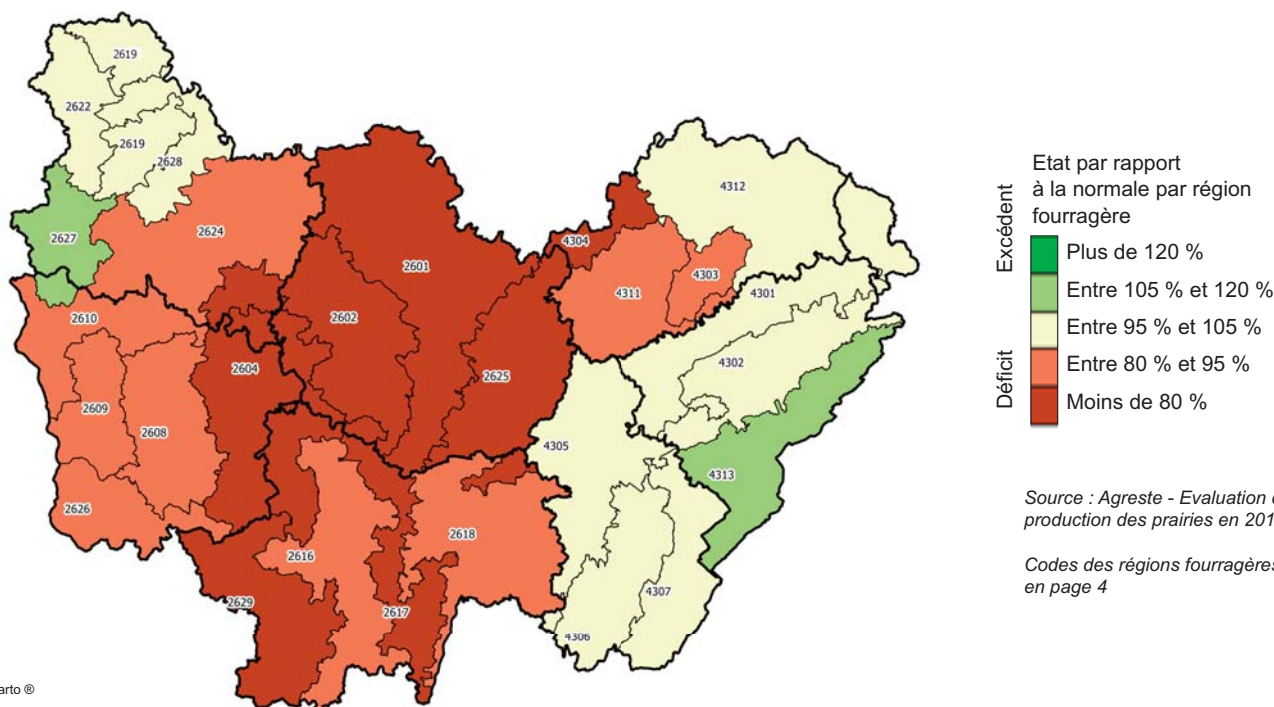 2619
2622
2619
2628
4312
2627
2624
4304
2601
4311
4303
4301
2610
2602
2604
2625
4302
2609
2608
4305
4313
2626
2618
2616
4307
2629
2617
4306
arto ®
Etat par rapport
à la normale par région
fourragère
Excédent
Déficit
Plus de 120 %
Entre 105 % et 120 %
Entre 95 % et 105 %
Entre 80 % et 95 %
Moins de 80 %
Source : Agreste - Evaluation
production des prairies en 201
Codes des régions fourragères
en page 4